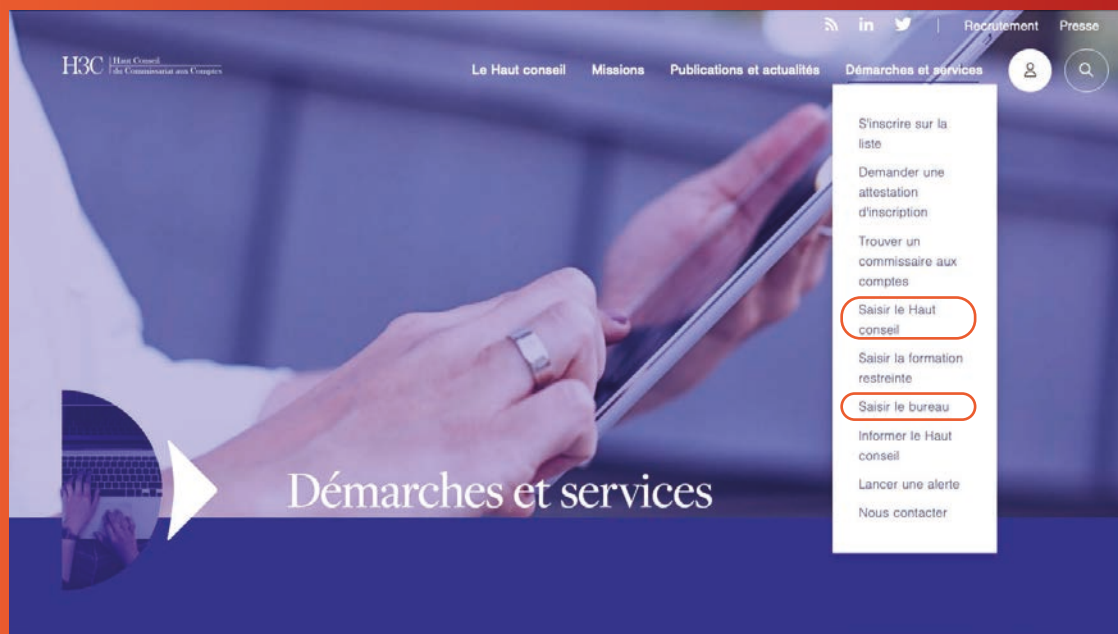 Recrutement Presse
H3C Haut Conseil
du Commissariat aux Comptes
Le Haut conseil Missions Publications et actualités Démarches et services
S'inscrire sur la
liste
Demander une
attestation
d'inscription
Trouver un
commissaire aux
comptes
Saisir le Haut
conseil
Saisir la formation
restreinte
Saisir le bureau
Informer le Haut
conseil
Lancer une alerte
Nous contacter
Démarches et services